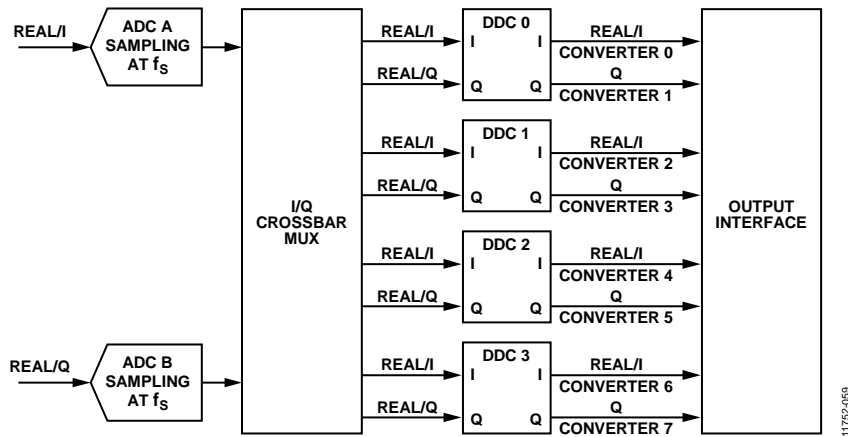 REAL/I
ADC A
SAMPLING
AT fS
I/Q
CROSSBAR
MUX
REAL/I
REAL/Q
DDC 0
I
I
Q
Q
REAL/I
CONVERTER 0
Q
CONVERTER 1
REAL/I
REAL/Q
DDC 1
I
I
Q
Q
REAL/I
CONVERTER 2
Q
CONVERTER 3
REAL/I
REAL/Q
DDC 2
I
I
Q
Q
REAL/I
CONVERTER 4
Q
CONVERTER 5
REAL/Q
ADC B
SAMPLING
AT fS
REAL/I
REAL/Q
DDC 3
I
I
Q
Q
REAL/I
CONVERTER 6
Q
CONVERTER 7
OUTPUT
INTERFACE
11752-059